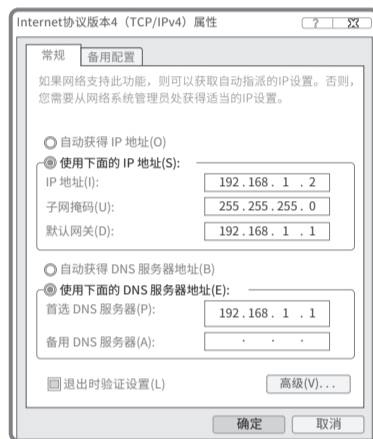 Internet协议版本4（TCP/IPv4）属性
?
常规 备用配置
如果网络支持此功能，则可以获取自动指派的IP设置。否则，
您需要从网络系统管理员处获得适当的IP设置。
自动获得 IP 地址(O)
使用下面的 IP 地址(S):
IP 地址(I): 192.168. 1 . 2
子网掩码(U): 255.255.255. 0
默认网关(D): 192.168. 1 . 1
自动获得 DNS 服务器地址(B)
使用下面的 DNS 服务器地址(E):
首选 DNS 服务器(P): 192.168. 1 . 1
备用 DNS 服务器(A): . . .
退出时验证设置(L) 高级(V)...
确定 取消